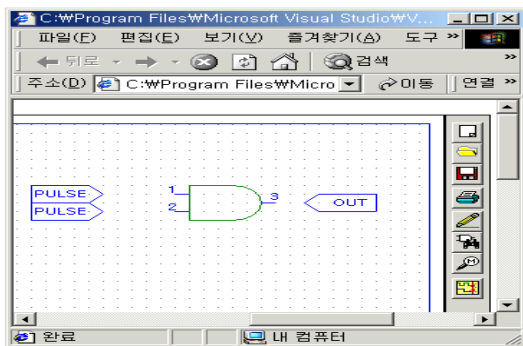 C:₩Program Files₩Microsoft Visual Studio₩V...
파일(F) 편집(E) 보기(V) 즐겨찾기(A) 도구 »
뒤로 검색 »
주소(D) C:₩Program Files₩Micro 이동 연결 »
PULSE
PULSE
1
2
3
OUT
M
완료 내 컴퓨터